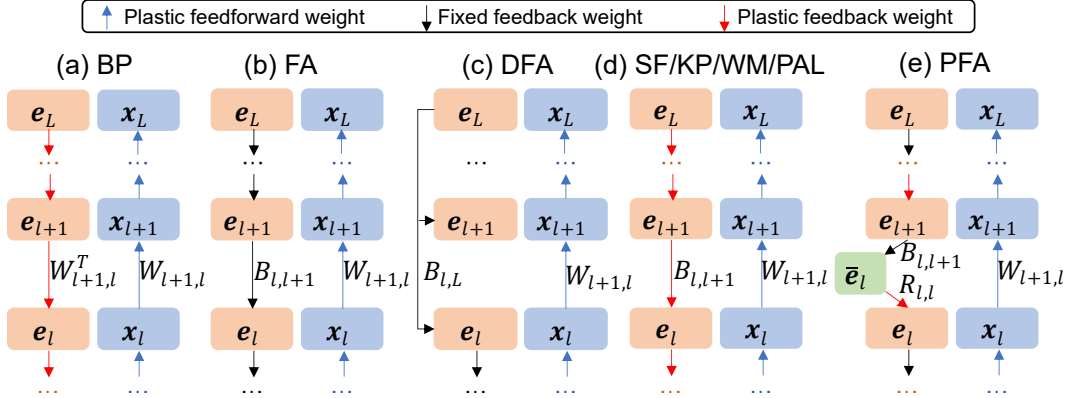 Plastic feedforward weight Fixed feedback weight Plastic feedback weight
(a) BP (b) FA (c) DFA (d) SF/KP/WM/PAL (e) PFA
e_L x_L e_L x_L e_L x_L e_L x_L e_L x_L
... ... ... ... ... ... ... ... ... ...
e_{l+1} x_{l+1} e_{l+1} x_{l+1} e_{l+1} x_{l+1} e_{l+1} x_{l+1} e_{l+1} x_{l+1}
W_{l+1,l}^T W_{l+1,l} B_{l,l+1} W_{l+1,l} B_{l,L} W_{l+1,l} B_{l,l+1} W_{l+1,l} ē_l B_{l,l+1} W_{l+1,l}
R_{l,l}
e_l x_l e_l x_l e_l x_l e_l x_l e_l x_l
... ... ... ... ... ... ... ... ... ...